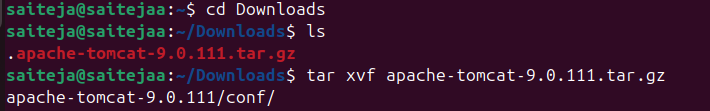 saiteja@saitejaa:~$ cd Downloads
saiteja@saitejaa:~/Downloads$ ls
.apache-tomcat-9.0.111.tar.gz
saiteja@saitejaa:~/Downloads$ tar xvf apache-tomcat-9.0.111.tar.gz
apache-tomcat-9.0.111/conf/